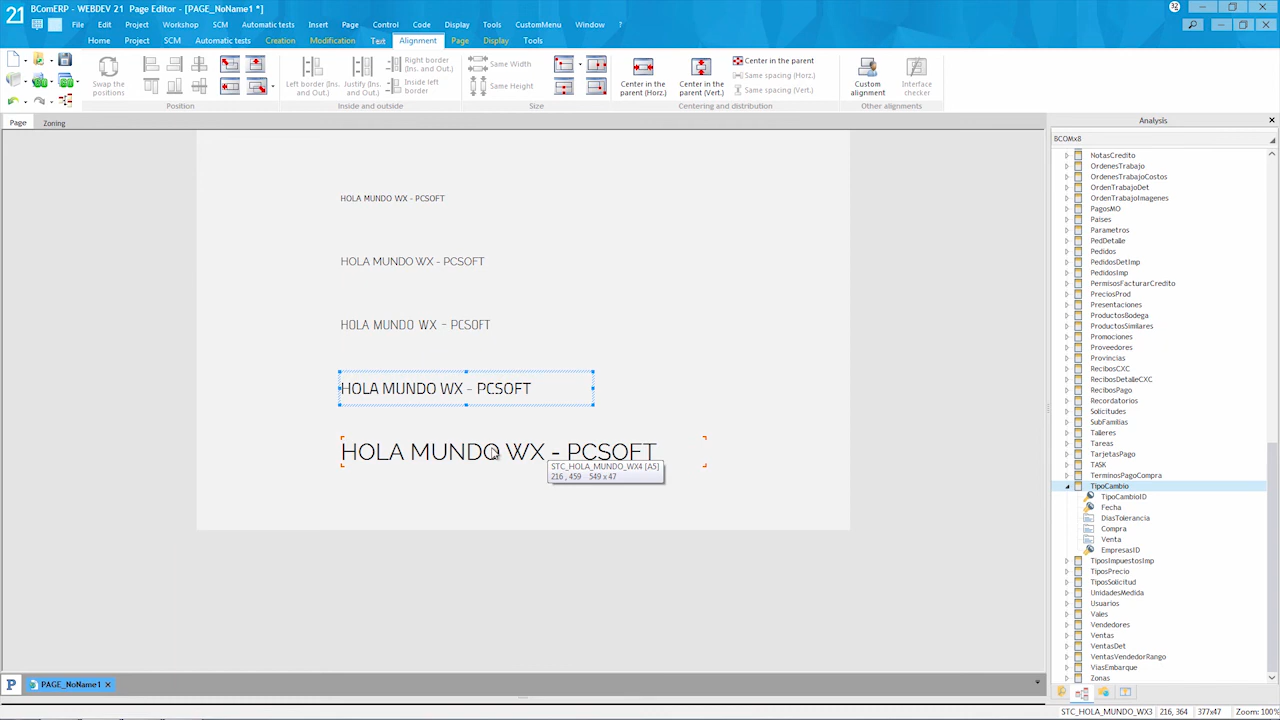 21 BComERP - WEBDEV 21 Page Editor - [PAGE_NoName1 *]
32
File Edit Project Workshop SCM Automatic tests Insert Page Control Code Display Tools CustomMenu Window ?
Home Project SCM Automatic tests Creation Modification Text Alignment Page Display Tools
Swap the positions
Position
Left border (Ins. and Out.)
Justify (Ins. and Out.)
Right border (Ins. and Out.)
Inside left border
Inside and outside
Same Width
Same Height
Size
Center in the parent (Horz.)
Center in the parent (Vert.)
Center in the parent
Same spacing (Horz.)
Same spacing (Vert.)
Centering and distribution
Custom alignment
Interface checker
Other alignments
Page Zoning
HOLA MUNDO WX - PCSOFT
HOLA MUNDO WX - PCSOFT
HOLA MUNDO WX - PCSOFT
HOLA MUNDO WX - PCSOFT
HOLA MUNDO WX - PCSOFT
STC_HOLA_MUNDO_WX4 [A5]
216 , 459 549 x 47
Analysis
BCOMx8
NotasCredito
OrdenesTrabajo
OrdenesTrabajoCostos
OrdenTrabajoDet
OrdenTrabajoImagenes
PagosMO
Paises
Parametros
PedDetalle
Pedidos
PedidosDetImp
PedidosImp
PermisosFacturarCredito
PreciosProd
Presentaciones
ProductosBodega
ProductosSimilares
Promociones
Proveedores
Provincias
RecibosCXC
RecibosDetalleCXC
RecibosPago
Recordatorios
Solicitudes
SubFamilias
Talleres
Tareas
TarjetasPago
TASK
TerminosPagoCompra
TipoCambio
TipoCambioID
Fecha
DiasTolerancia
Compra
Venta
EmpresasID
TiposImpuestosImp
TiposPrecio
TiposSolicitud
UnidadesMedida
Usuarios
Vales
Vendedores
Ventas
VentasDet
VentasVendedorRango
ViasEmbarque
Zonas
P PAGE_NoName1
STC_HOLA_MUNDO_WX3 216, 364 377x47 Zoom: 100%